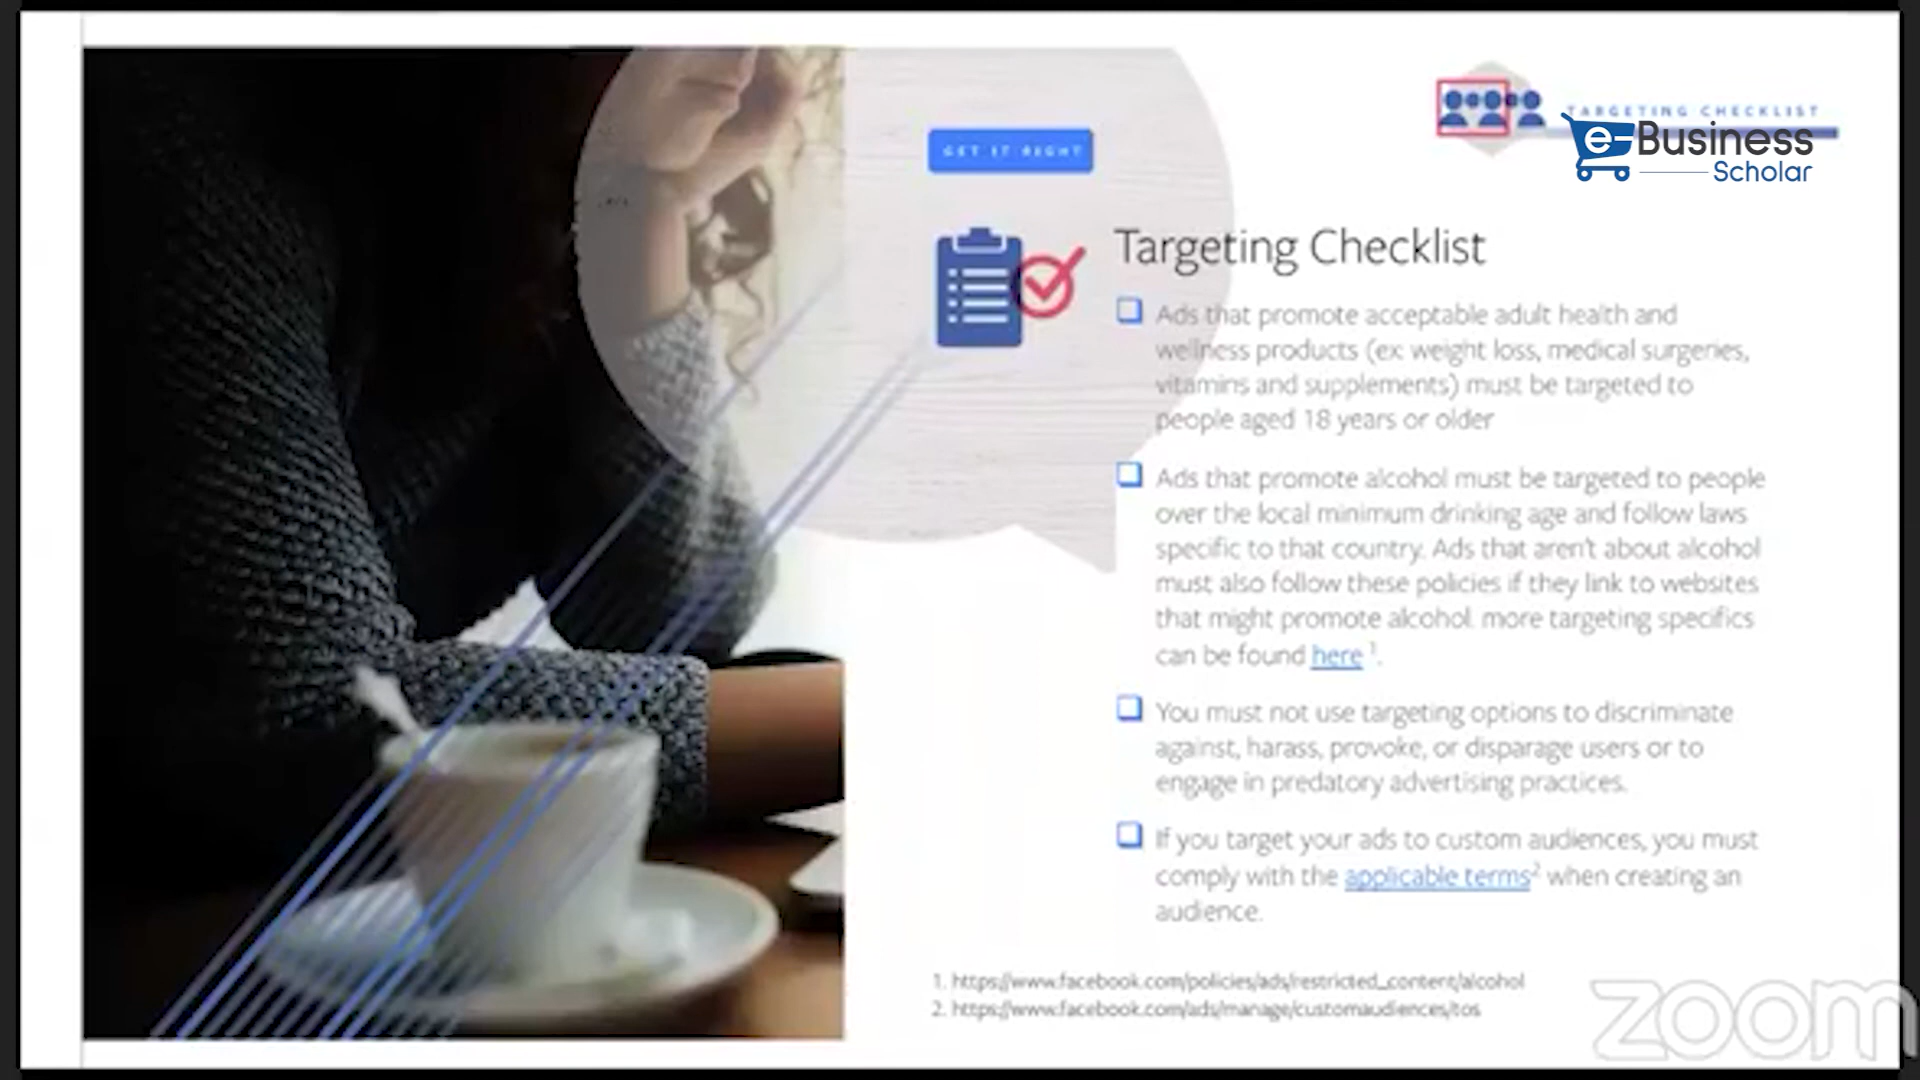 TARGETING CHECKLIST
e-Business
Scholar
GET IT RIGHT
Targeting Checklist
Ads that promote acceptable adult health and
wellness products (ex: weight loss, medical surgeries,
vitamins and supplements) must be targeted to
people aged 18 years or older
Ads that promote alcohol must be targeted to people
over the local minimum drinking age and follow laws
specific to that country. Ads that aren't about alcohol
must also follow these policies if they link to websites
that might promote alcohol. more targeting specifics
can be found here 1.
You must not use targeting options to discriminate
against, harass, provoke, or disparage users or to
engage in predatory advertising practices.
If you target your ads to custom audiences, you must
comply with the applicable terms2 when creating an
audience.
1. https://www.facebook.com/policies/ads/restricted_content/alcohol
2. https://www.facebook.com/ads/manage/customaudiences/tos
zoom